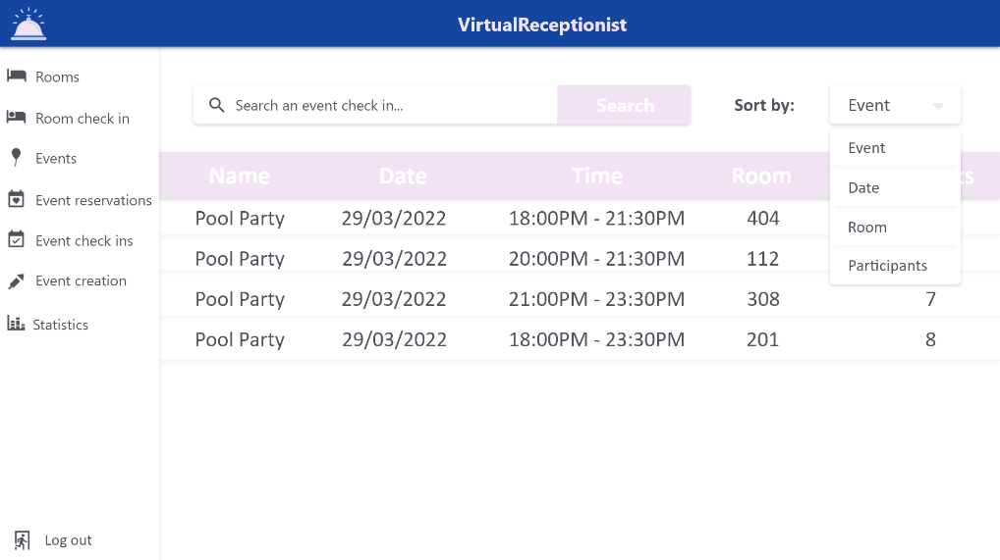 VirtualReceptionist
Rooms
Room check in
Events
Event reservations
Event check ins
Event creation
Statistics
Log out
Search an event check in...
Search
Sort by:
Event
Event
Date
Room
Participants
Name Date Time Room
Pool Party 29/03/2022 18:00PM - 21:30PM 404
Pool Party 29/03/2022 20:00PM - 21:30PM 112
Pool Party 29/03/2022 21:00PM - 23:30PM 308 7
Pool Party 29/03/2022 18:00PM - 23:30PM 201 8